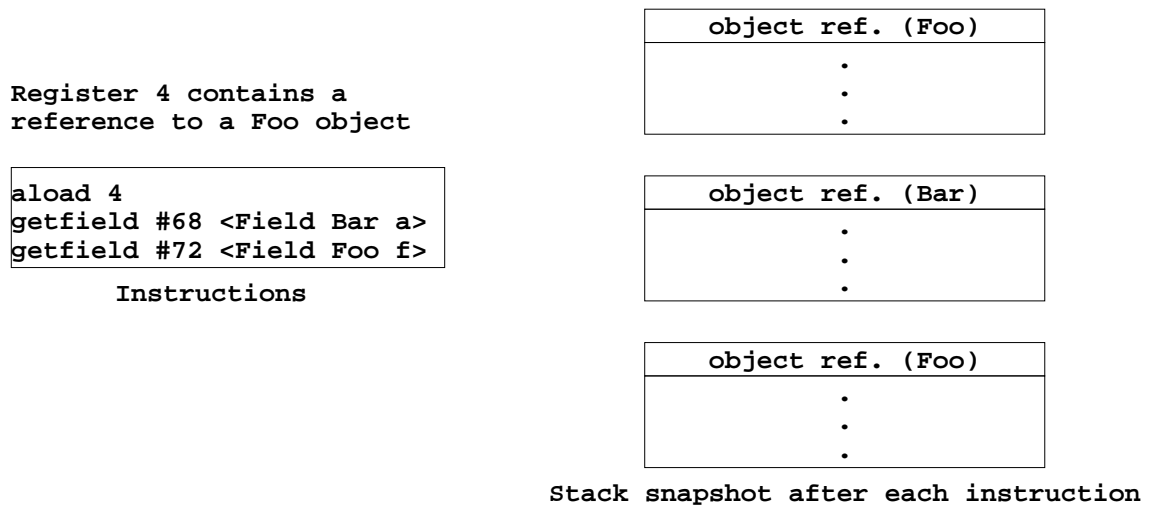 Register 4 contains a
reference to a Foo object
aload 4
getfield #68 <Field Bar a>
getfield #72 <Field Foo f>
Instructions
object ref. (Foo)
.
.
.
object ref. (Bar)
.
.
.
object ref. (Foo)
.
.
.
Stack snapshot after each instruction